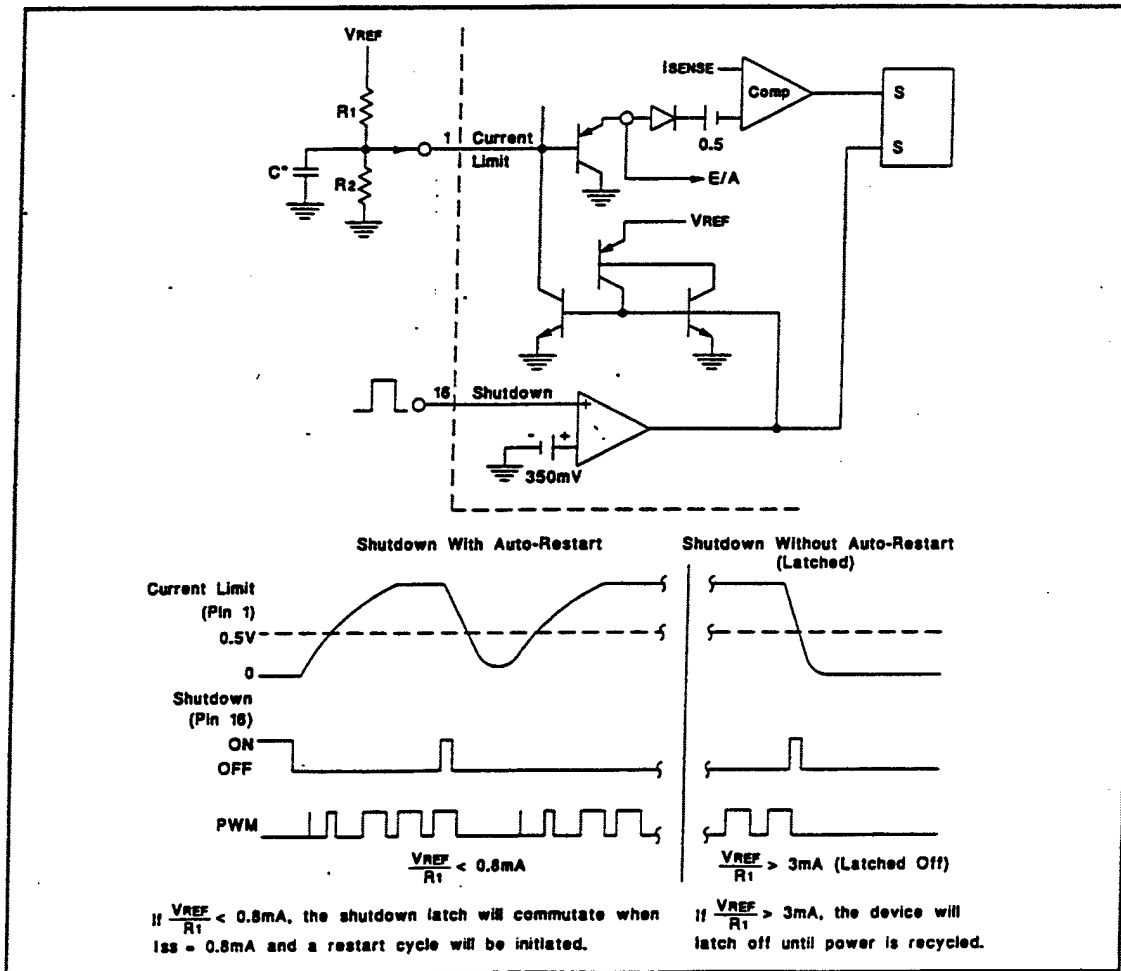 VREF
R1
C*
R2
1 Current
Limit
ISENSE
Comp
S
S
0.5
E/A
VREF
16 Shutdown
+
- +
350mV
Shutdown With Auto-Restart
Shutdown Without Auto-Restart
(Latched)
Current Limit
(Pin 1)
0.5V
0
Shutdown
(Pin 16)
ON
OFF
PWM
VREF/R1 < 0.8mA
VREF/R1 > 3mA (Latched Off)
If VREF/R1 < 0.8mA, the shutdown latch will commutate when
Iss = 0.8mA and a restart cycle will be initiated.
If VREF/R1 > 3mA, the device will
latch off until power is recycled.